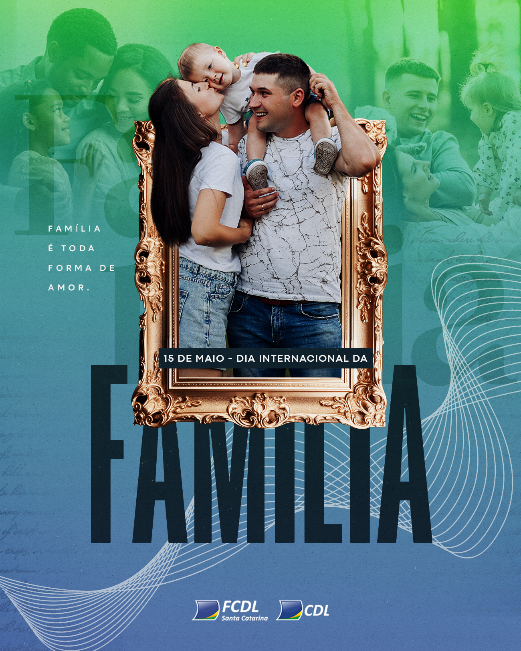 FAMÍLIA
É TODA
FORMA DE
AMOR.
15 DE MAIO - DIA INTERNACIONAL DA
FAMÍLIA
FCDL
Santa Catarina
CDL